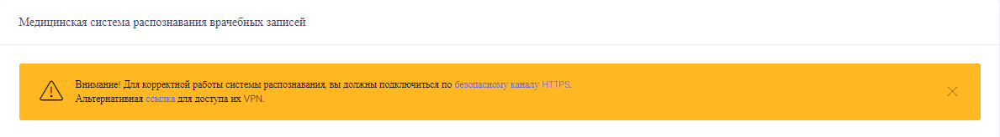 Медицинская система распознавания врачебных записей
Внимание! Для корректной работы системы распознавания, вы должны подключиться по безопасному каналу HTTPS.
Альтернативная ссылка для доступа их VPN.